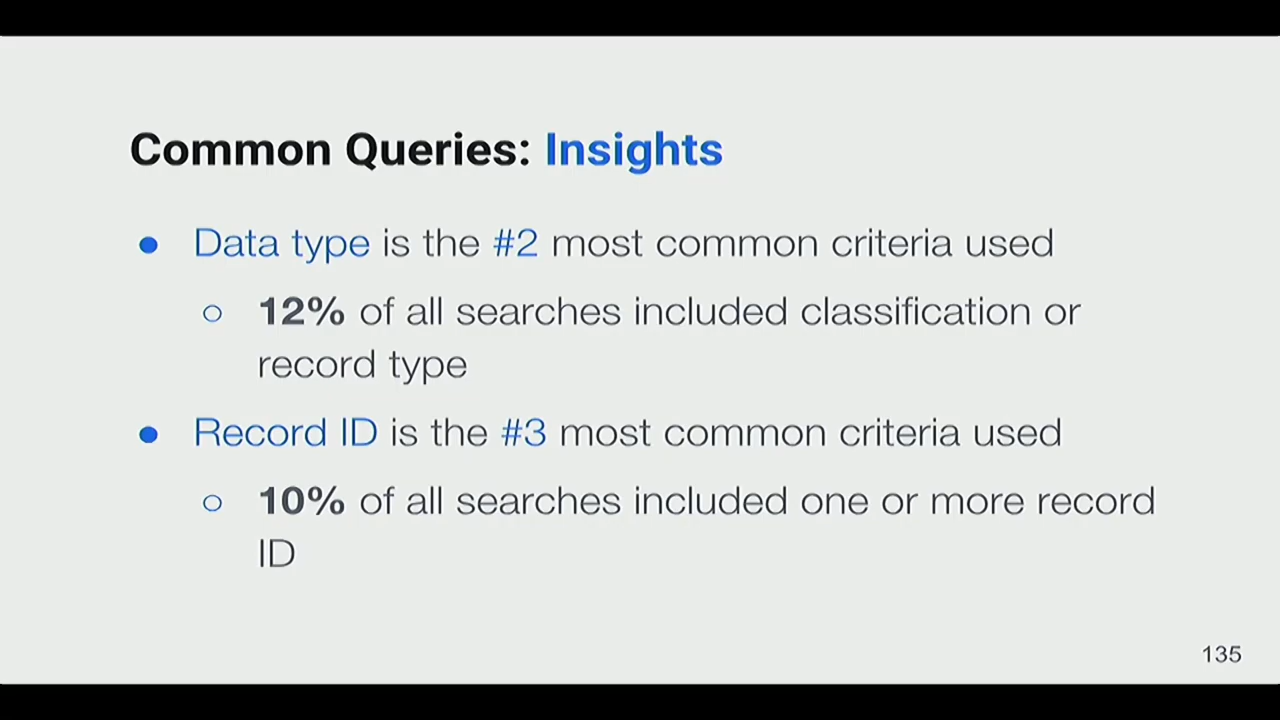 Common Queries: Insights
● Data type is the #2 most common criteria used
○ 12% of all searches included classification or
record type
● Record ID is the #3 most common criteria used
○ 10% of all searches included one or more record
ID
135